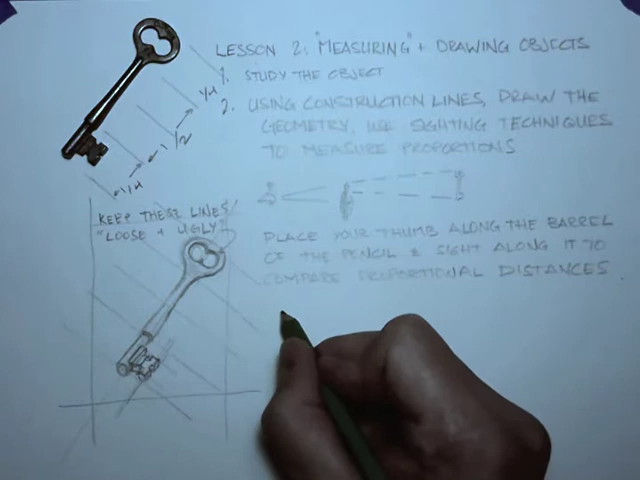 LESSON 2. "MEASURING" + DRAWING OBJECTS
1. STUDY THE OBJECT
2. USING CONSTRUCTION LINES, DRAW THE
GEOMETRY, USE SIGHTING TECHNIQUES
TO MEASURE PROPORTIONS
1/4
1/2
1/4
KEEP THESE LINES
"LOOSE + UGLY"
PLACE YOUR THUMB ALONG THE BARREL
OF THE PENCIL & SIGHT ALONG IT TO
COMPARE PROPORTIONAL DISTANCES.